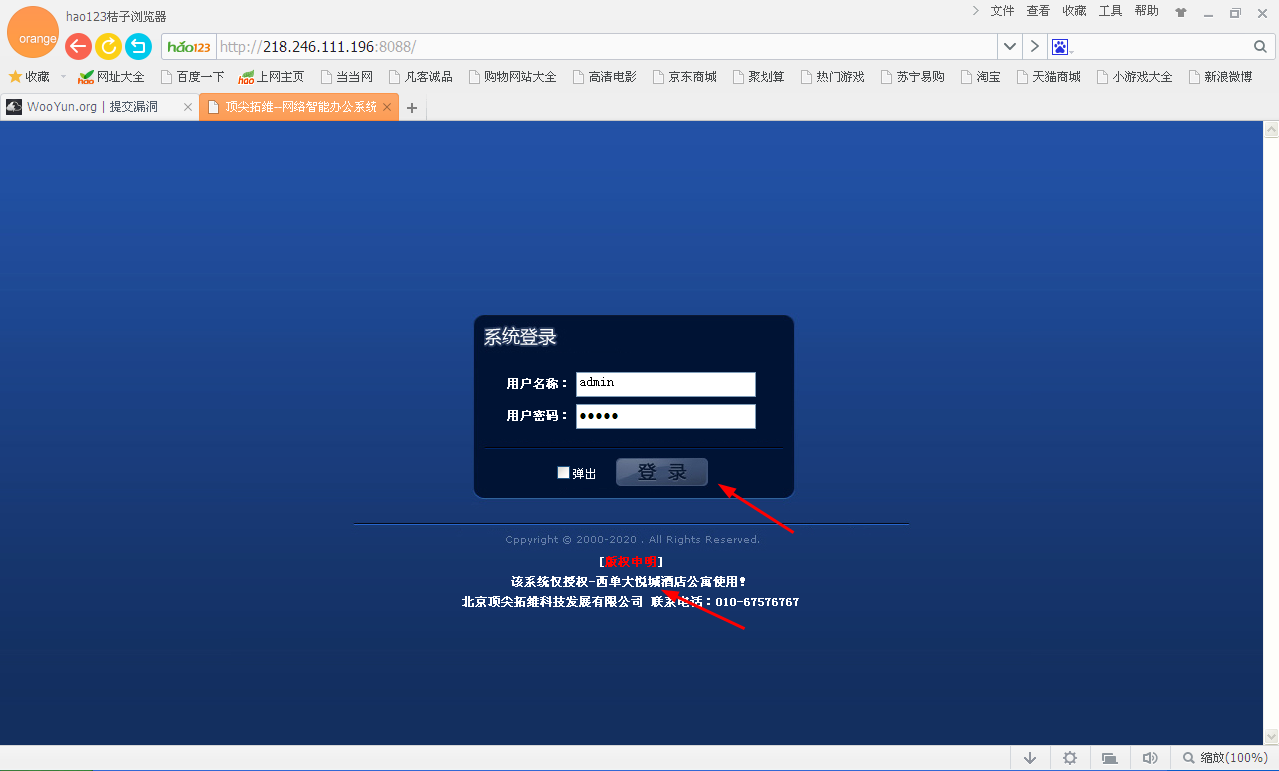 hao123桔子浏览器
文件 查看 收藏 工具 帮助
orange
hao123 http://218.246.111.196:8088/
收藏 网址大全 百度一下 上网主页 当当网 凡客诚品 购物网站大全 高清电影 京东商城 聚划算 热门游戏 苏宁易购 淘宝 天猫商城 小游戏大全 新浪微博
WooYun.org | 提交漏洞 顶尖拓维--网络智能办公系统
系统登录
用户名称： admin
用户密码： ●●●●●
弹出 登 录
Cppyright © 2000-2020 . All Rights Reserved.
[版权申明]
该系统仅授权-西单大悦城酒店公寓使用!
北京顶尖拓维科技发展有限公司 联系电话：010-67576767
缩放(100%)